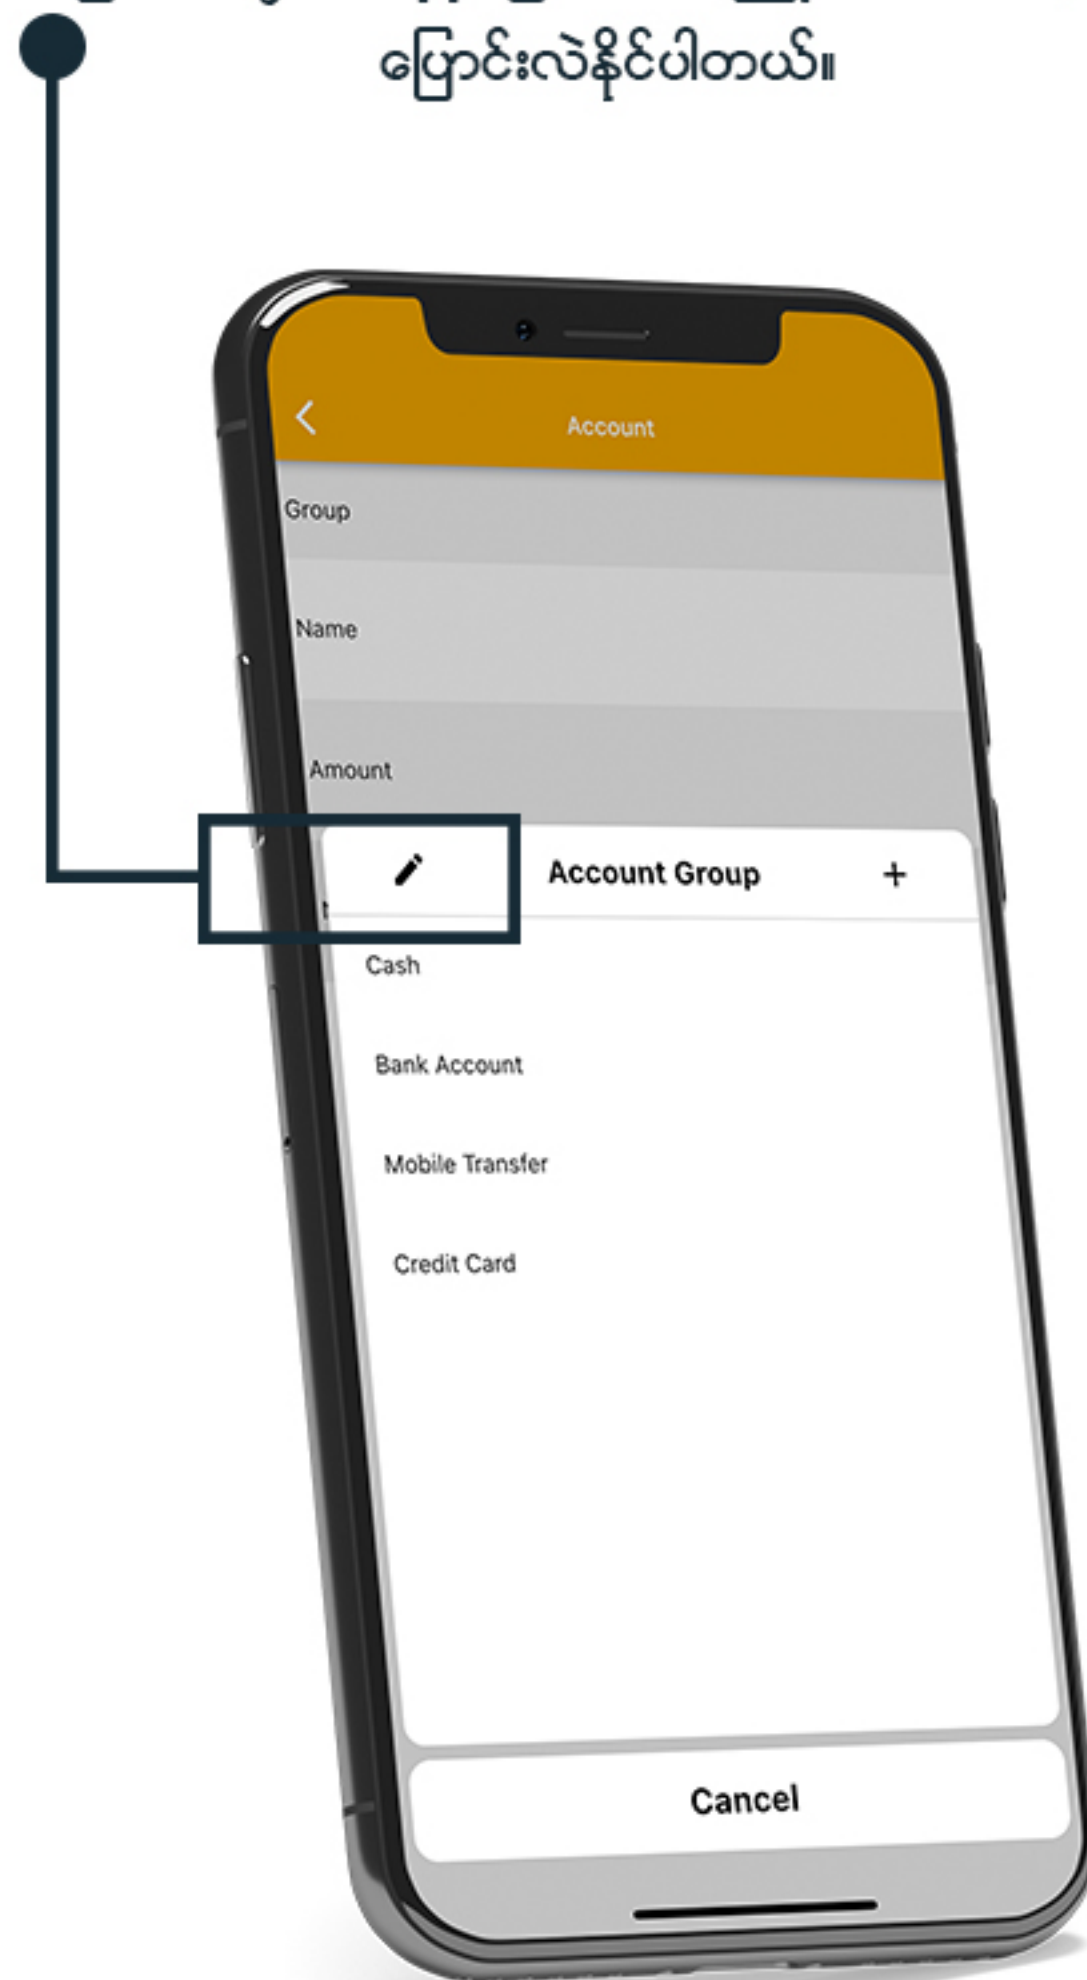 ပြောင်းလဲနိုင်ပါတယ်။
Account
Group
Name
Amount
Account Group
+
Cash
Bank Account
Mobile Transfer
Credit Card
Cancel